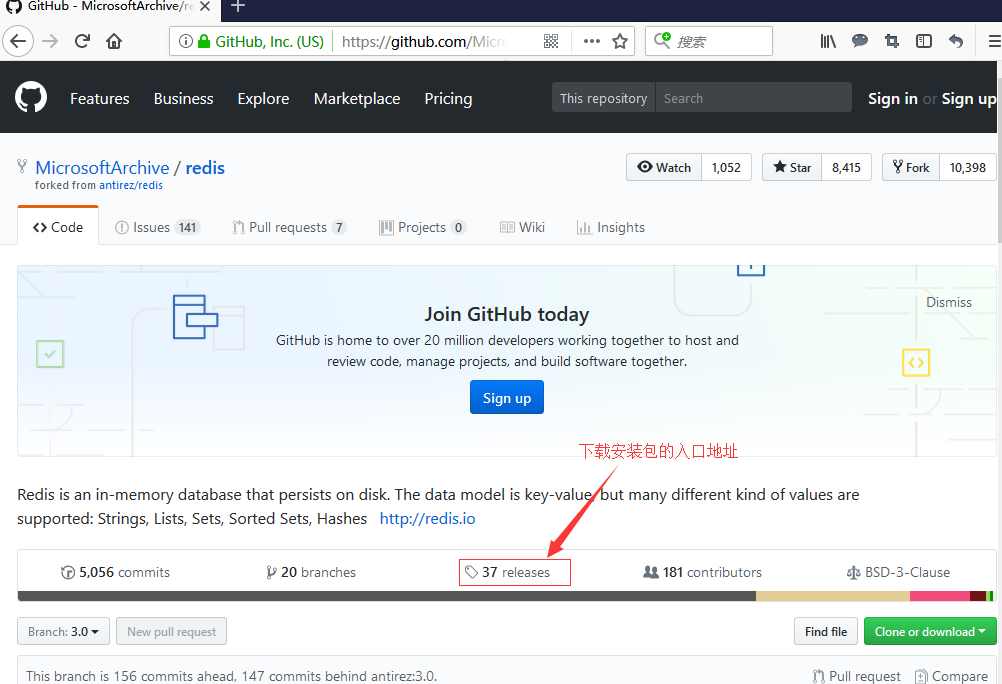 GitHub - MicrosoftArchive/re
GitHub, Inc. (US) https://github.com/Micro 搜索
Features Business Explore Marketplace Pricing This repository Search Sign in or Sign up
MicrosoftArchive / redis Watch 1,052 Star 8,415 Fork 10,398
forked from antirez/redis
Code Issues 141 Pull requests 7 Projects 0 Wiki Insights
Join GitHub today
Dismiss
GitHub is home to over 20 million developers working together to host and
review code, manage projects, and build software together.
Sign up
下载安装包的入口地址
Redis is an in-memory database that persists on disk. The data model is key-value, but many different kind of values are
supported: Strings, Lists, Sets, Sorted Sets, Hashes http://redis.io
5,056 commits 20 branches 37 releases 181 contributors BSD-3-Clause
Branch: 3.0 New pull request Find file Clone or download
This branch is 156 commits ahead, 147 commits behind antirez:3.0. Pull request Compare